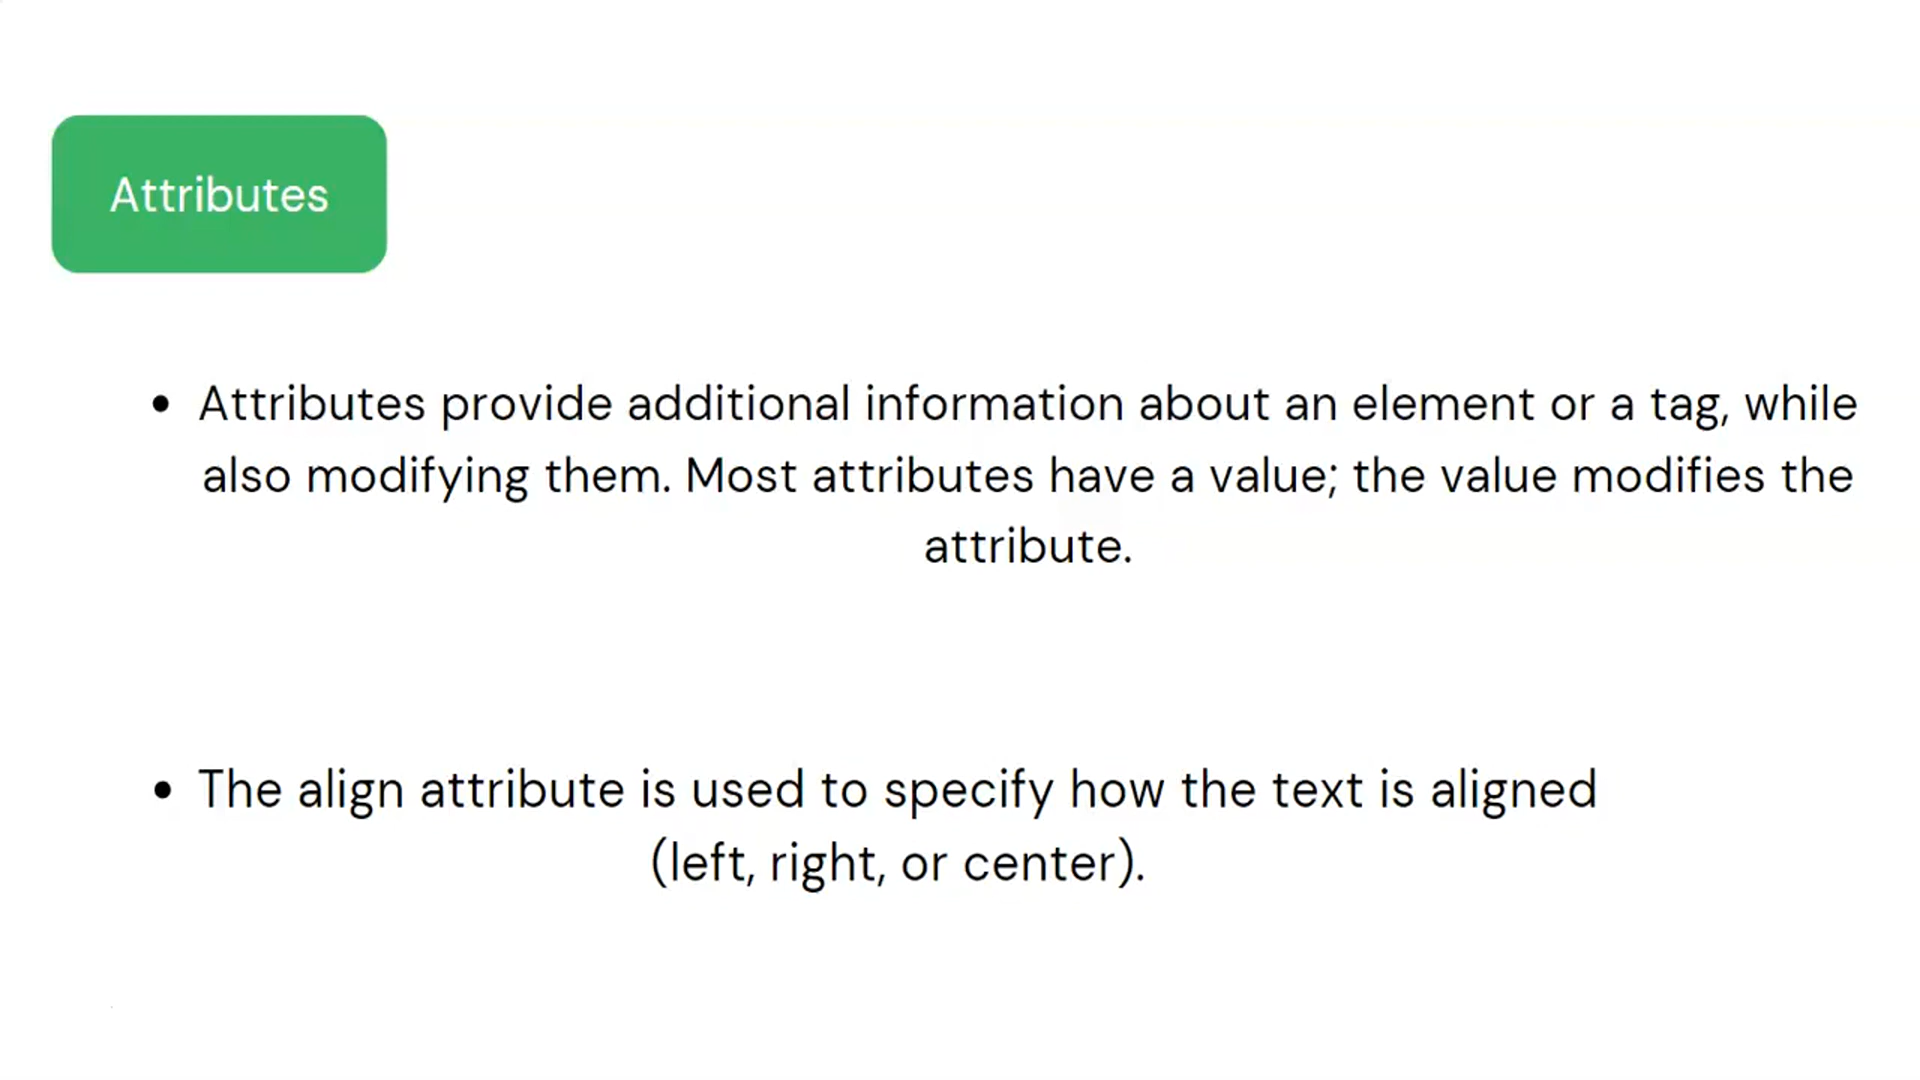 Attributes
• Attributes provide additional information about an element or a tag, while
also modifying them. Most attributes have a value; the value modifies the
attribute.
• The align attribute is used to specify how the text is aligned
(left, right, or center).